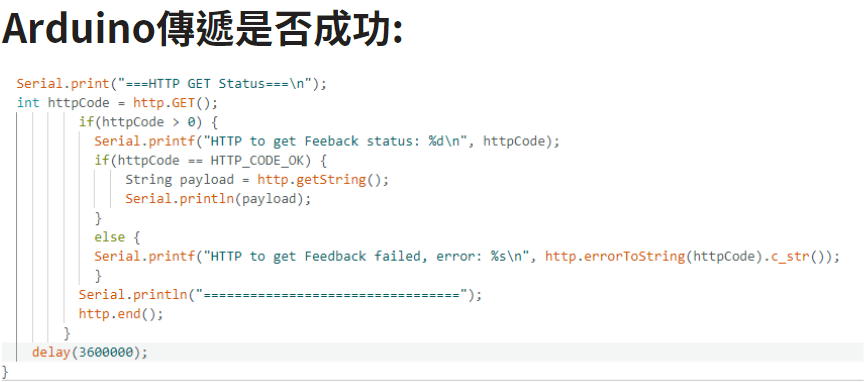 Arduino傳遞是否成功:
Serial.print("===HTTP GET Status===\n");
int httpCode = http.GET();
if(httpCode > 0) {
Serial.printf("HTTP to get Feeback status: %d\n", httpCode);
if(httpCode == HTTP_CODE_OK) {
String payload = http.getString();
Serial.println(payload);
}
else {
Serial.printf("HTTP to get Feedback failed, error: %s\n", http.errorToString(httpCode).c_str());
}
Serial.println("=================================");
http.end();
}
delay(3600000);
}